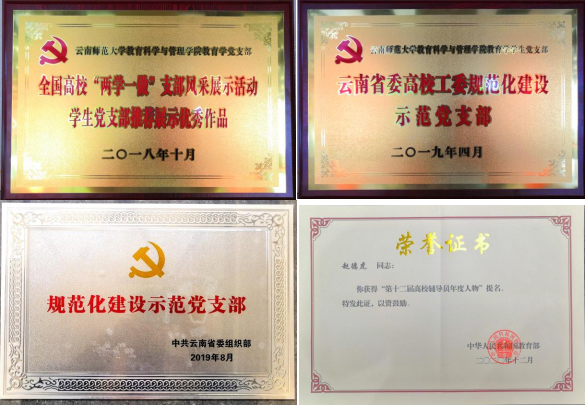 云南师范大学教育科学与管理学院教育学党支部
全国高校“两学一做”支部风采展示活动
学生党支部推荐展示优秀作品
二〇一八年十月
云南师范大学教育科学与管理学院教育学学生党支部
云南省委高校工委规范化建设
示范党支部
二〇一九年四月
规范化建设示范党支部
中共云南省委组织部
2019年8月
荣誉证书
赵德虎 同志:
你获得“第十二届高校辅导员年度人物”提名。
特发此证，以资鼓励。
中华人民共和国教育部
年十二月